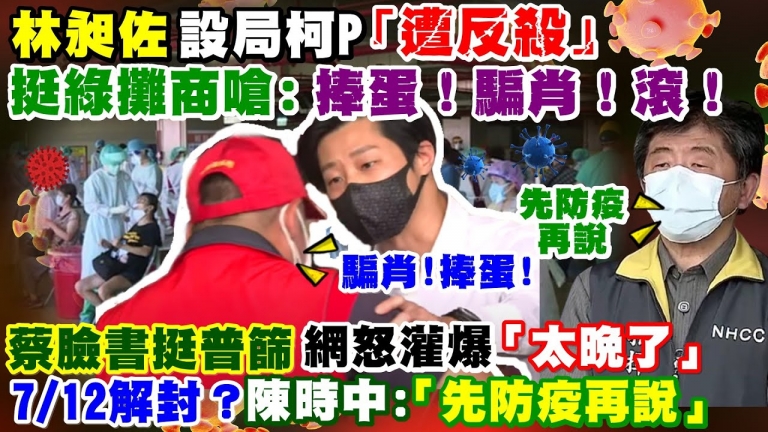 林昶佐設局柯P「遭反殺」
挺綠攤商嗆:捧蛋!騙肖!滾!
先防疫
再說
騙肖!捧蛋!
NHCC
蔡臉書挺普篩 網怒灌爆「太晚了」
7/12解封?陳時中:「先防疫再說」